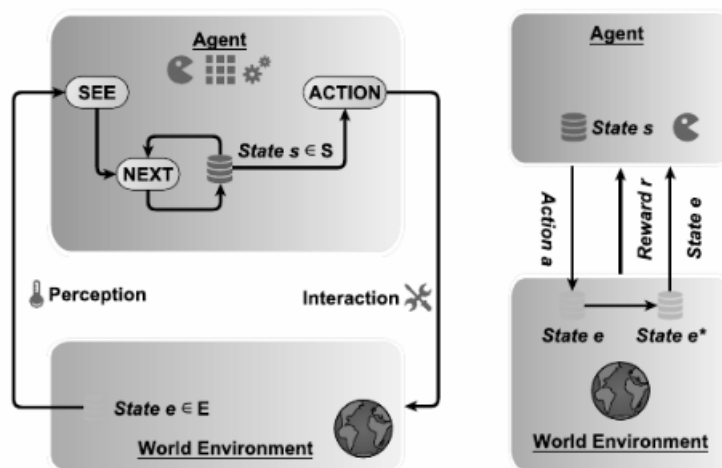 Agent
SEE
ACTION
NEXT
State s ∈ S
Perception
Interaction
State e ∈ E
World Environment
Agent
State s
Action a
Reward r
State e
State e
State e*
World Environment